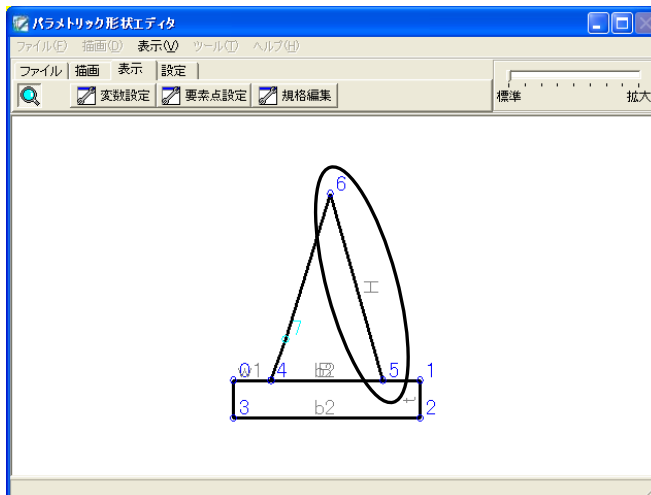 パラメトリック形状エディタ
ファイル(F) 描画(D) 表示(V) ツール(T) ヘルプ(H)
ファイル 描画 表示 設定
変数設定 要素点設定 規格編集
標準 拡大
6
H
7
0 4 5 1
t
3 b2 2